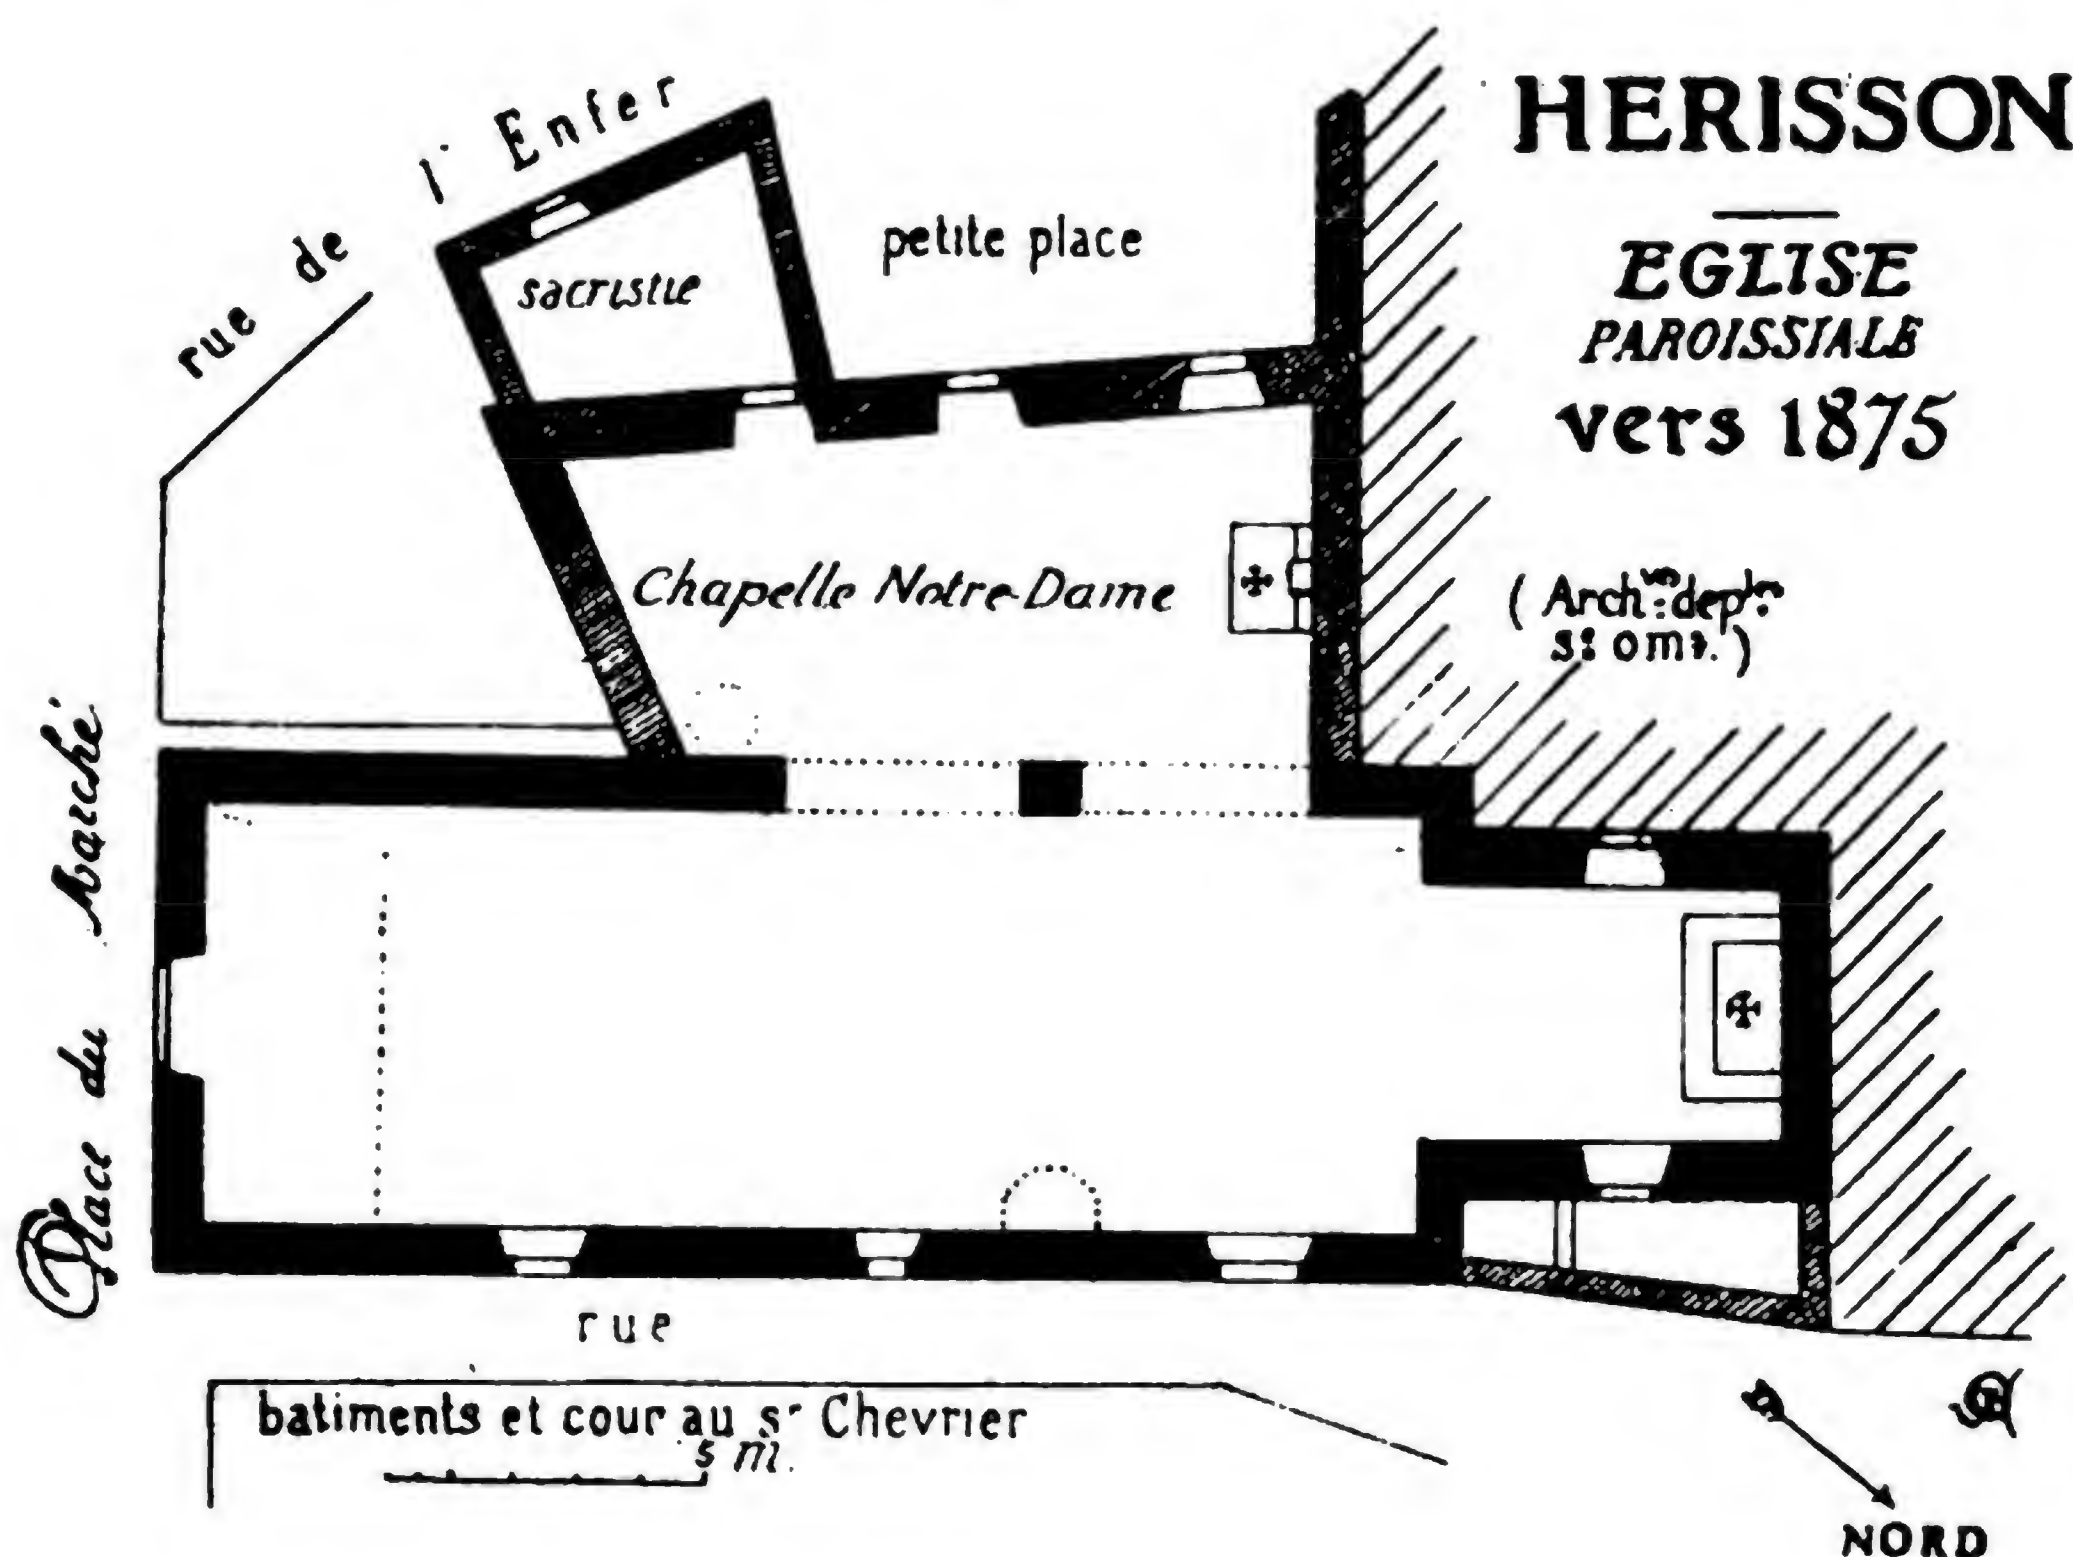 HERISSON
EGLISE
PAROISSIALE
vers 1875
rue de l' Enfer
petite place
sacristie
Chapelle Notre-Dame
Place du Marché
rue
batiments et cour au sr Chevrier
5 m.
NORD